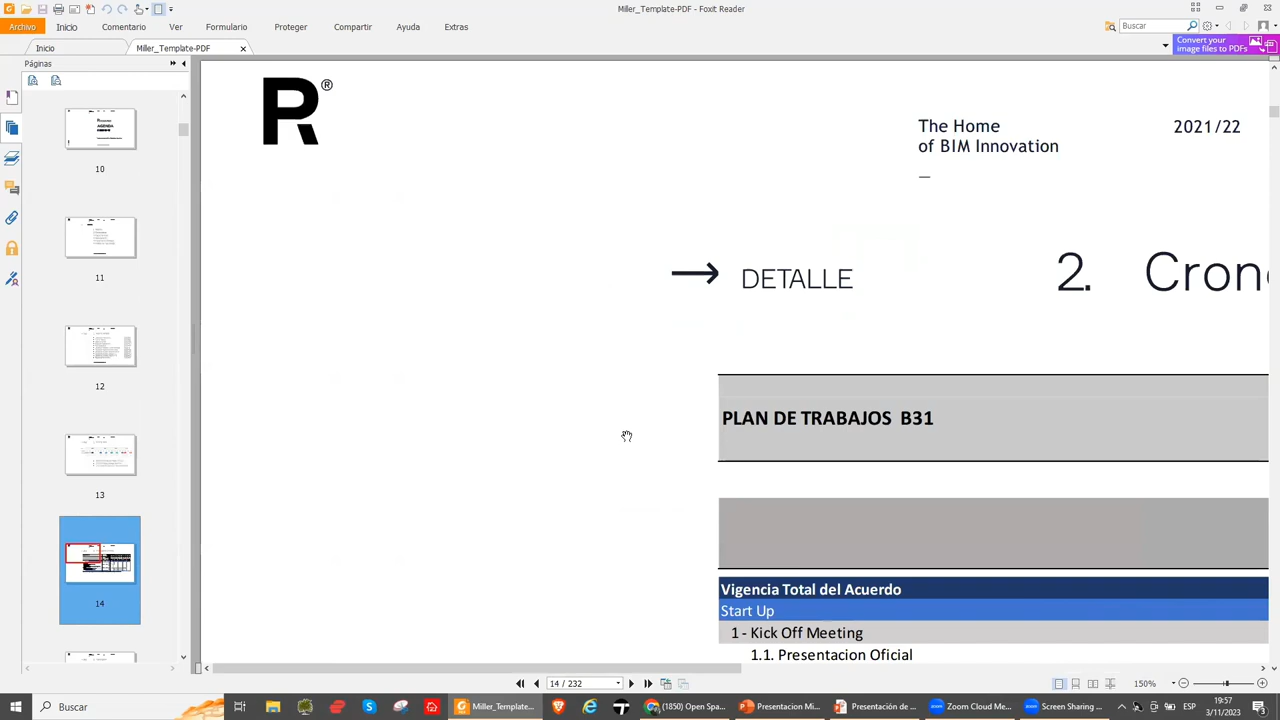 Miller_Template-PDF - Foxit Reader
Archivo Inicio Comentario Ver Formulario Proteger Compartir Ayuda Extras
Buscar
Inicio Miller_Template-PDF
Convert your
image files to PDFs
Páginas
R®
The Home
of BIM Innovation
—
2021/22
10
11
12
13
14
→ DETALLE 2. Cron
PLAN DE TRABAJOS B31
Vigencia Total del Acuerdo
Start Up
1 - Kick Off Meeting
1.1. Presentacion Oficial
14 / 232
150%
Buscar
Miller_Template...
(1850) Open Spa...
Presentacion Mi...
Presentación de ...
Zoom Cloud Me...
Screen Sharing ...
ESP
19:57
3/11/2023